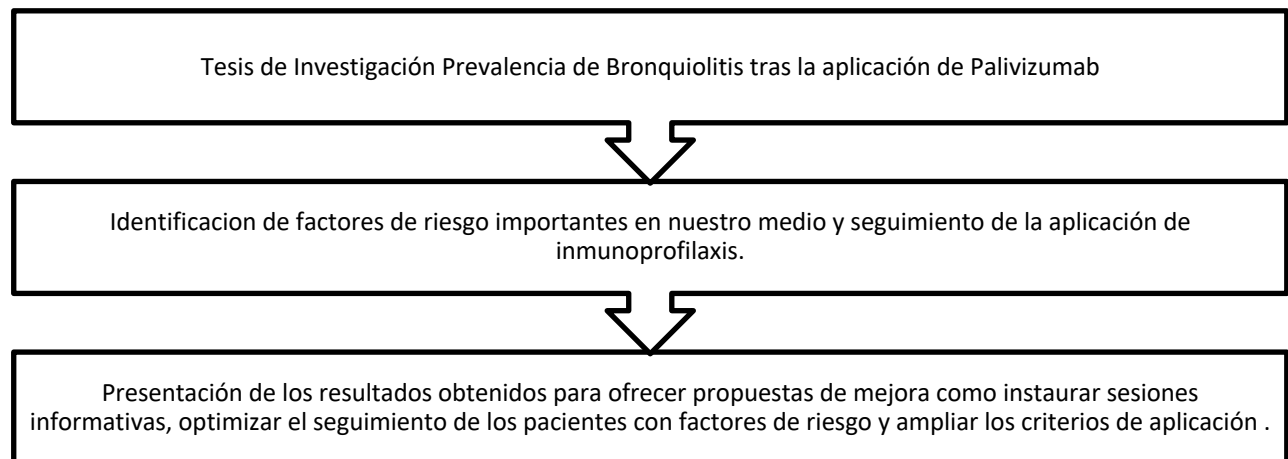 Tesis de Investigación Prevalencia de Bronquiolitis tras la aplicación de Palivizumab
Identificacion de factores de riesgo importantes en nuestro medio y seguimiento de la aplicación de
inmunoprofilaxis.
Presentación de los resultados obtenidos para ofrecer propuestas de mejora como instaurar sesiones
informativas, optimizar el seguimiento de los pacientes con factores de riesgo y ampliar los criterios de aplicación .